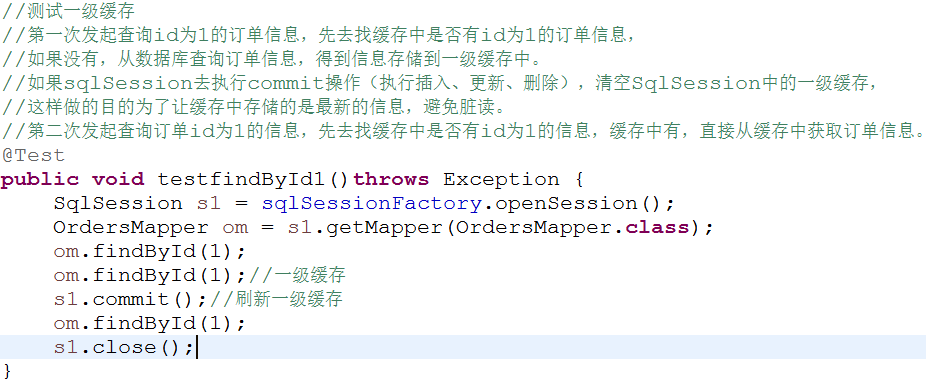 //测试一级缓存
//第一次发起查询id为1的订单信息，先去找缓存中是否有id为1的订单信息，
//如果没有，从数据库查询订单信息，得到信息存储到一级缓存中。
//如果sqlSession去执行commit操作（执行插入、更新、删除），清空SqlSession中的一级缓存，
//这样做的目的为了让缓存中存储的是最新的信息，避免脏读。
//第二次发起查询订单id为1的信息，先去找缓存中是否有id为1的信息，缓存中有，直接从缓存中获取订单信息。
@Test
public void testfindById1()throws Exception {
    SqlSession s1 = sqlSessionFactory.openSession();
    OrdersMapper om = s1.getMapper(OrdersMapper.class);
    om.findById(1);
    om.findById(1);//一级缓存
    s1.commit();//刷新一级缓存
    om.findById(1);
    s1.close();
}